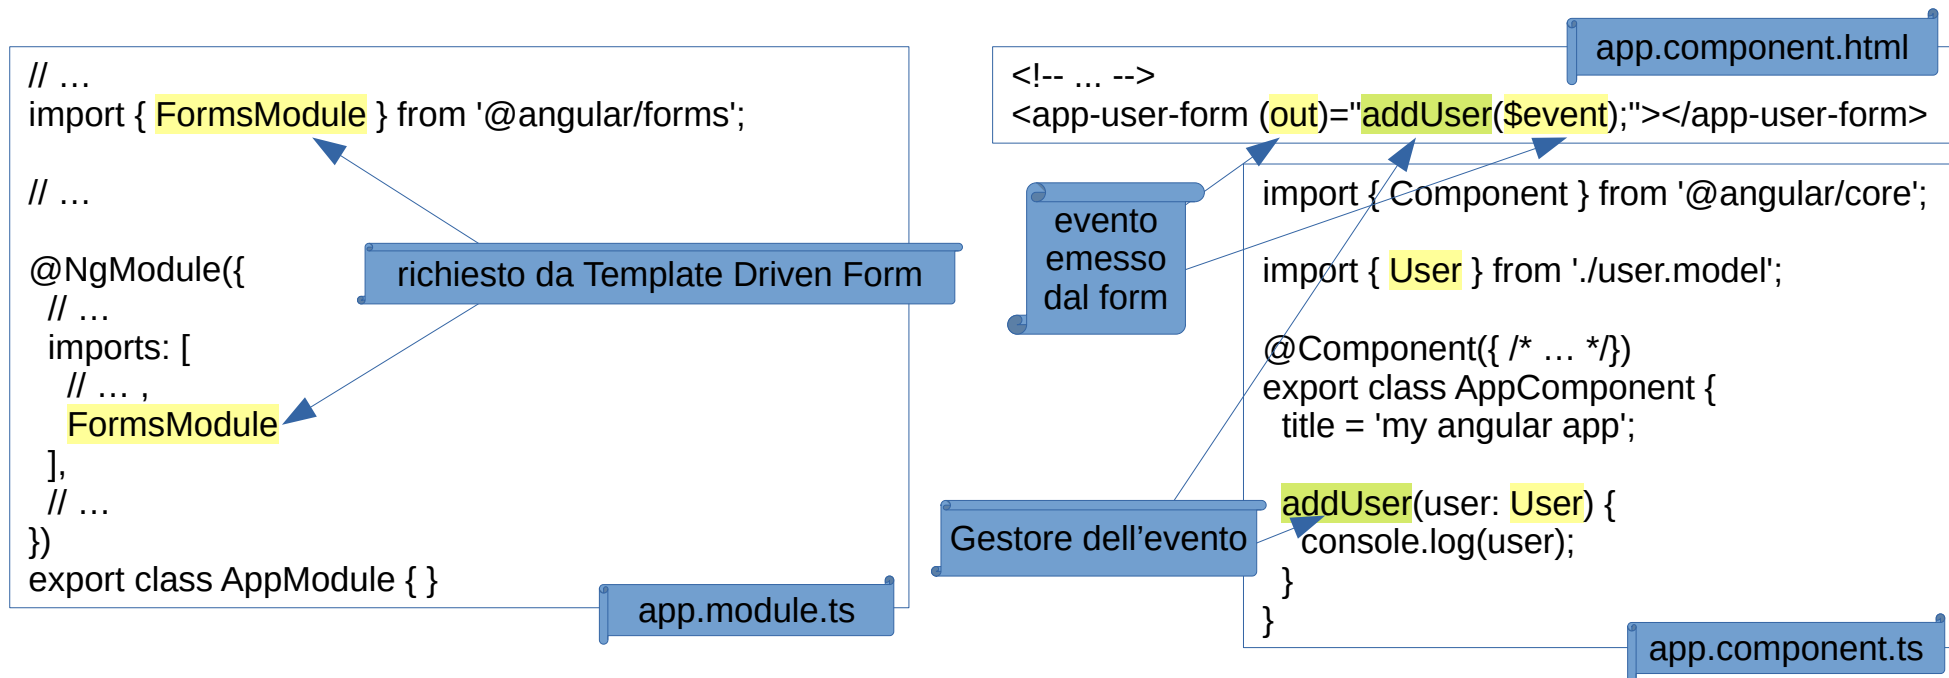 // …
import { FormsModule } from '@angular/forms';
// …
@NgModule({
// …
imports: [
// … ,
FormsModule
],
// …
})
export class AppModule { }
richiesto da Template Driven Form
app.module.ts
app.component.html
<!-- ... -->
<app-user-form (out)="addUser($event);"></app-user-form>
evento
emesso
dal form
import { Component } from '@angular/core';
import { User } from './user.model';
@Component({ /* … */})
export class AppComponent {
title = 'my angular app';
addUser(user: User) {
console.log(user);
}
}
Gestore dell’evento
app.component.ts